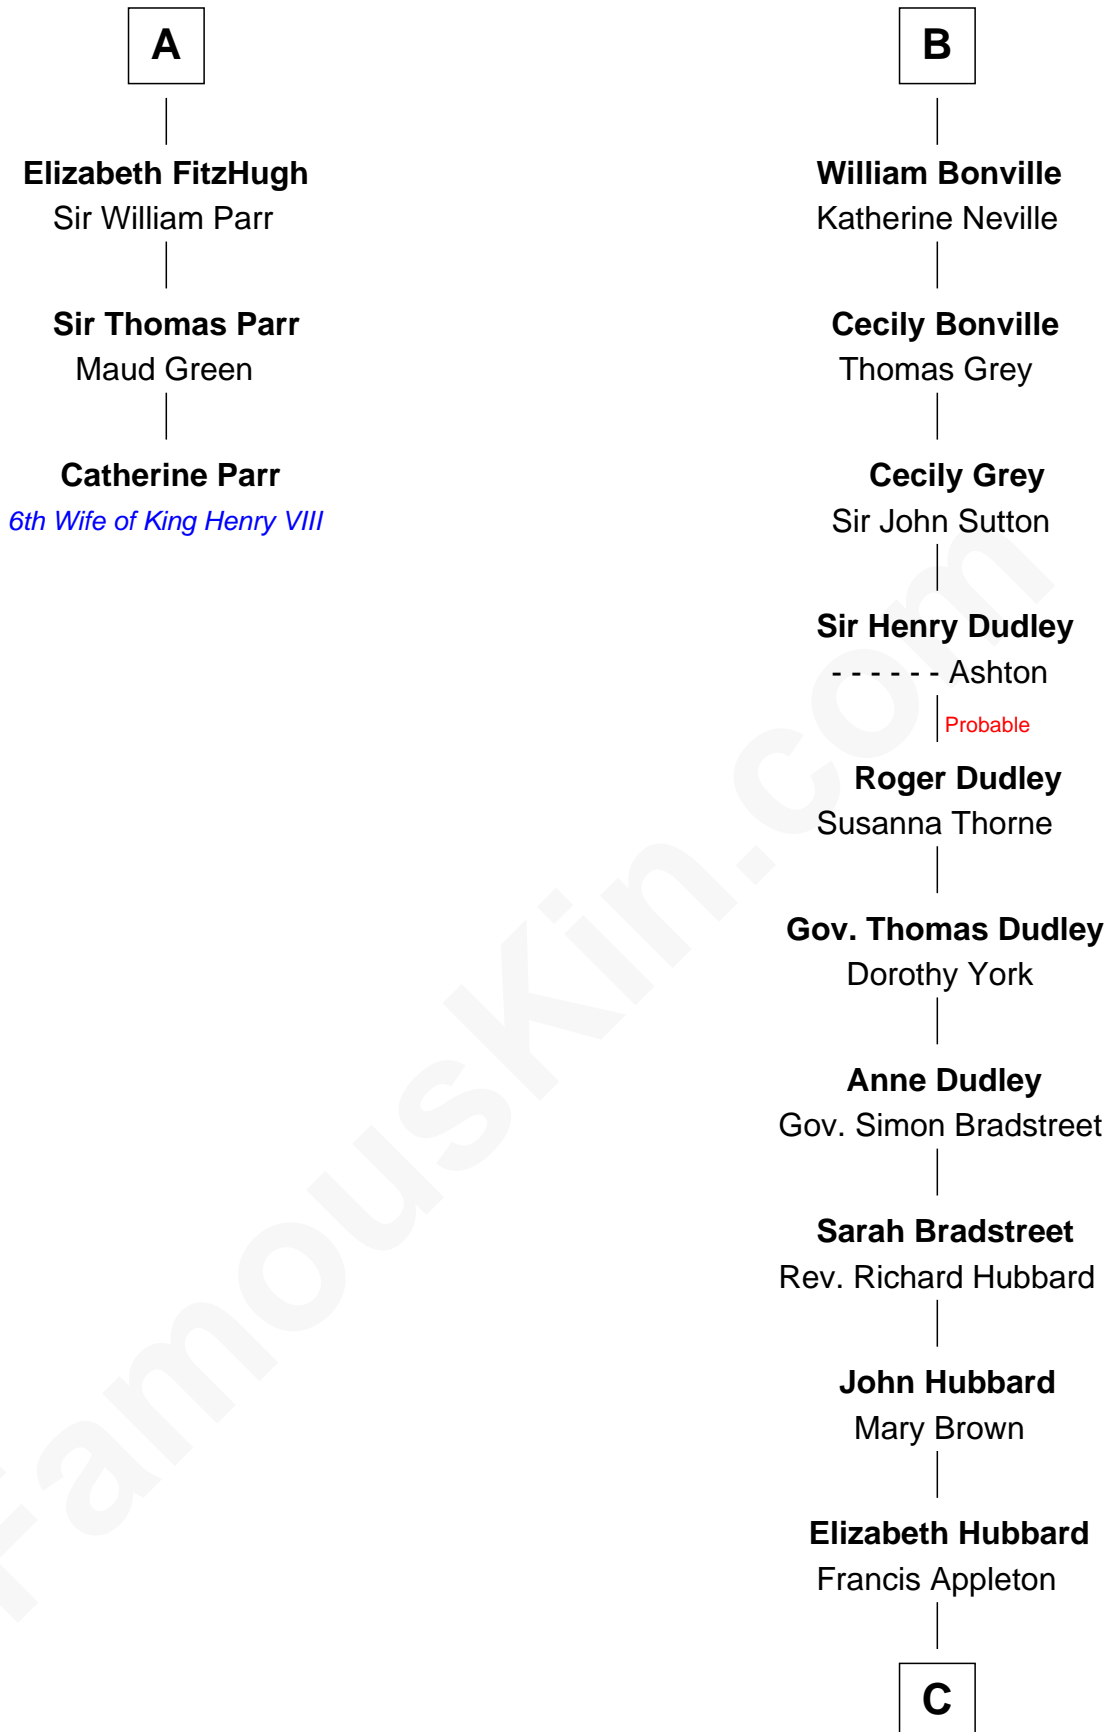 A
Elizabeth FitzHugh
Sir William Parr
Sir Thomas Parr
Maud Green
Catherine Parr
6th Wife of King Henry VIII
B
William Bonville
Katherine Neville
Cecily Bonville
Thomas Grey
Cecily Grey
Sir John Sutton
Sir Henry Dudley
- - - - - - Ashton
Probable
Roger Dudley
Susanna Thorne
Gov. Thomas Dudley
Dorothy York
Anne Dudley
Gov. Simon Bradstreet
Sarah Bradstreet
Rev. Richard Hubbard
John Hubbard
Mary Brown
Elizabeth Hubbard
Francis Appleton
C
FamousKin.com